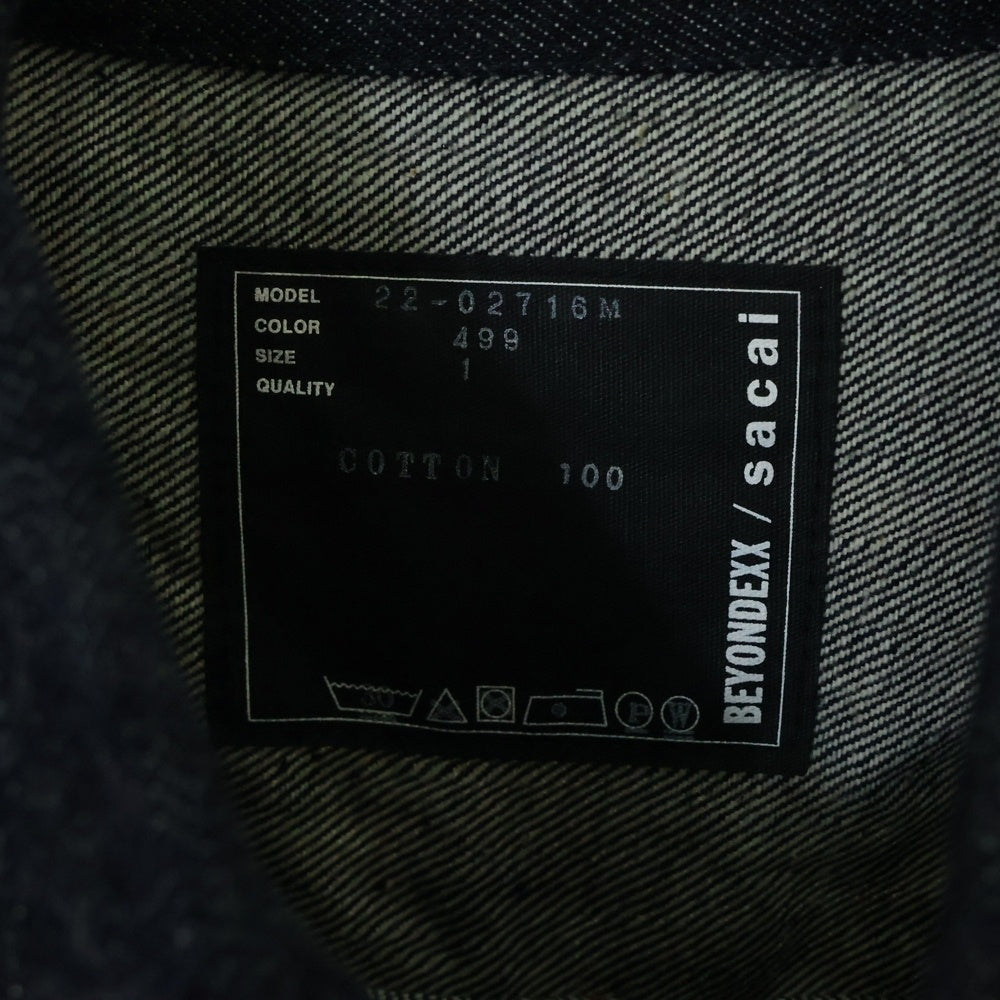 MODEL 22-02716M
COLOR 499
SIZE 1
QUALITY
COTTON 100
BEYONDEXX / sacai
P W